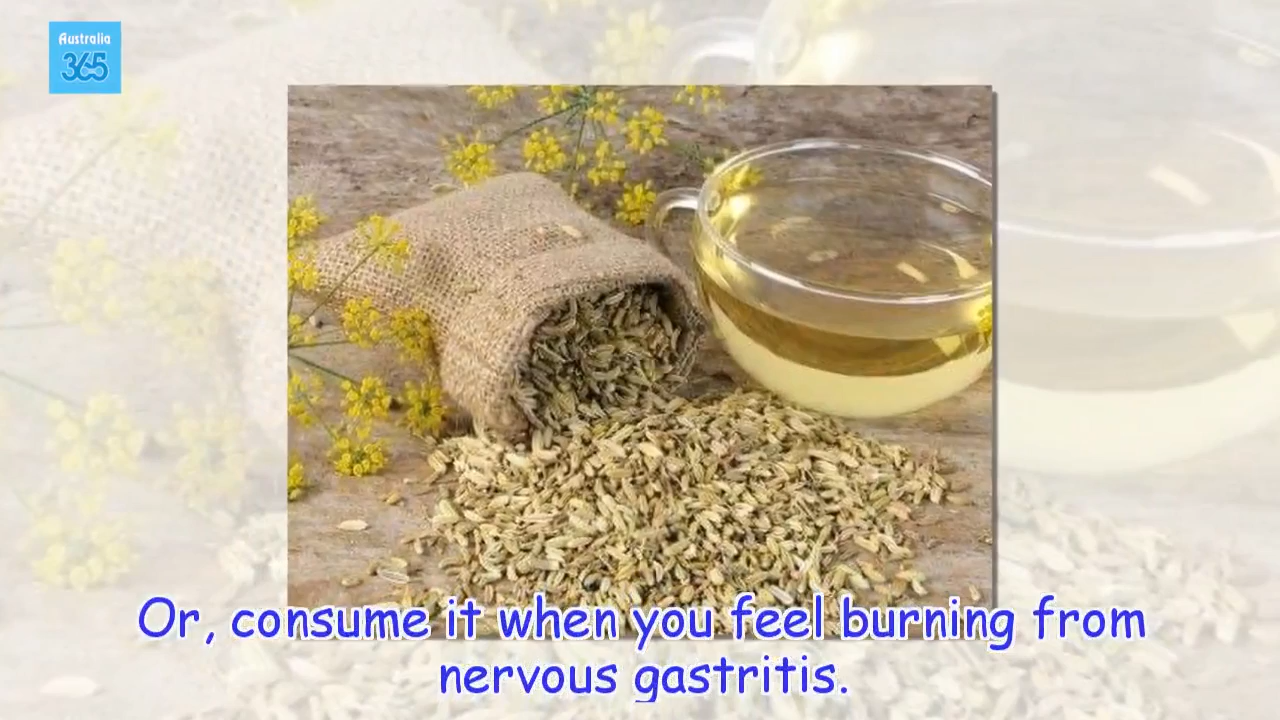 Australia
365
Or, consume it when you feel burning from
nervous gastritis.